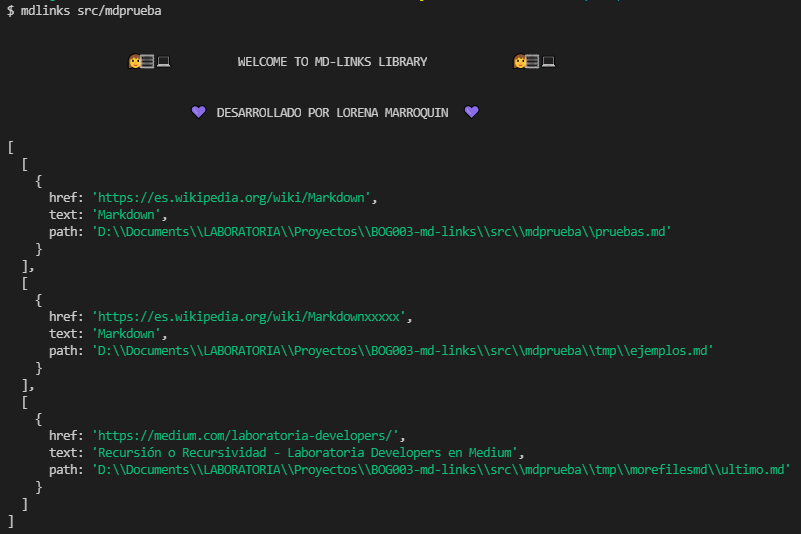 $ mdlinks src/mdprueba
WELCOME TO MD-LINKS LIBRARY
DESARROLLADO POR LORENA MARROQUIN
[
  [
    {
      href: 'https://es.wikipedia.org/wiki/Markdown',
      text: 'Markdown',
      path: 'D:\\Documents\\LABORATORIA\\Proyectos\\BOG003-md-links\\src\\mdprueba\\pruebas.md'
    }
  ],
  [
    {
      href: 'https://es.wikipedia.org/wiki/Markdownxxxxx',
      text: 'Markdown',
      path: 'D:\\Documents\\LABORATORIA\\Proyectos\\BOG003-md-links\\src\\mdprueba\\tmp\\ejemplos.md'
    }
  ],
  [
    {
      href: 'https://medium.com/laboratoria-developers/',
      text: 'Recursión o Recursividad - Laboratoria Developers en Medium',
      path: 'D:\\Documents\\LABORATORIA\\Proyectos\\BOG003-md-links\\src\\mdprueba\\tmp\\morefilesmd\\ultimo.md'
    }
  ]
]